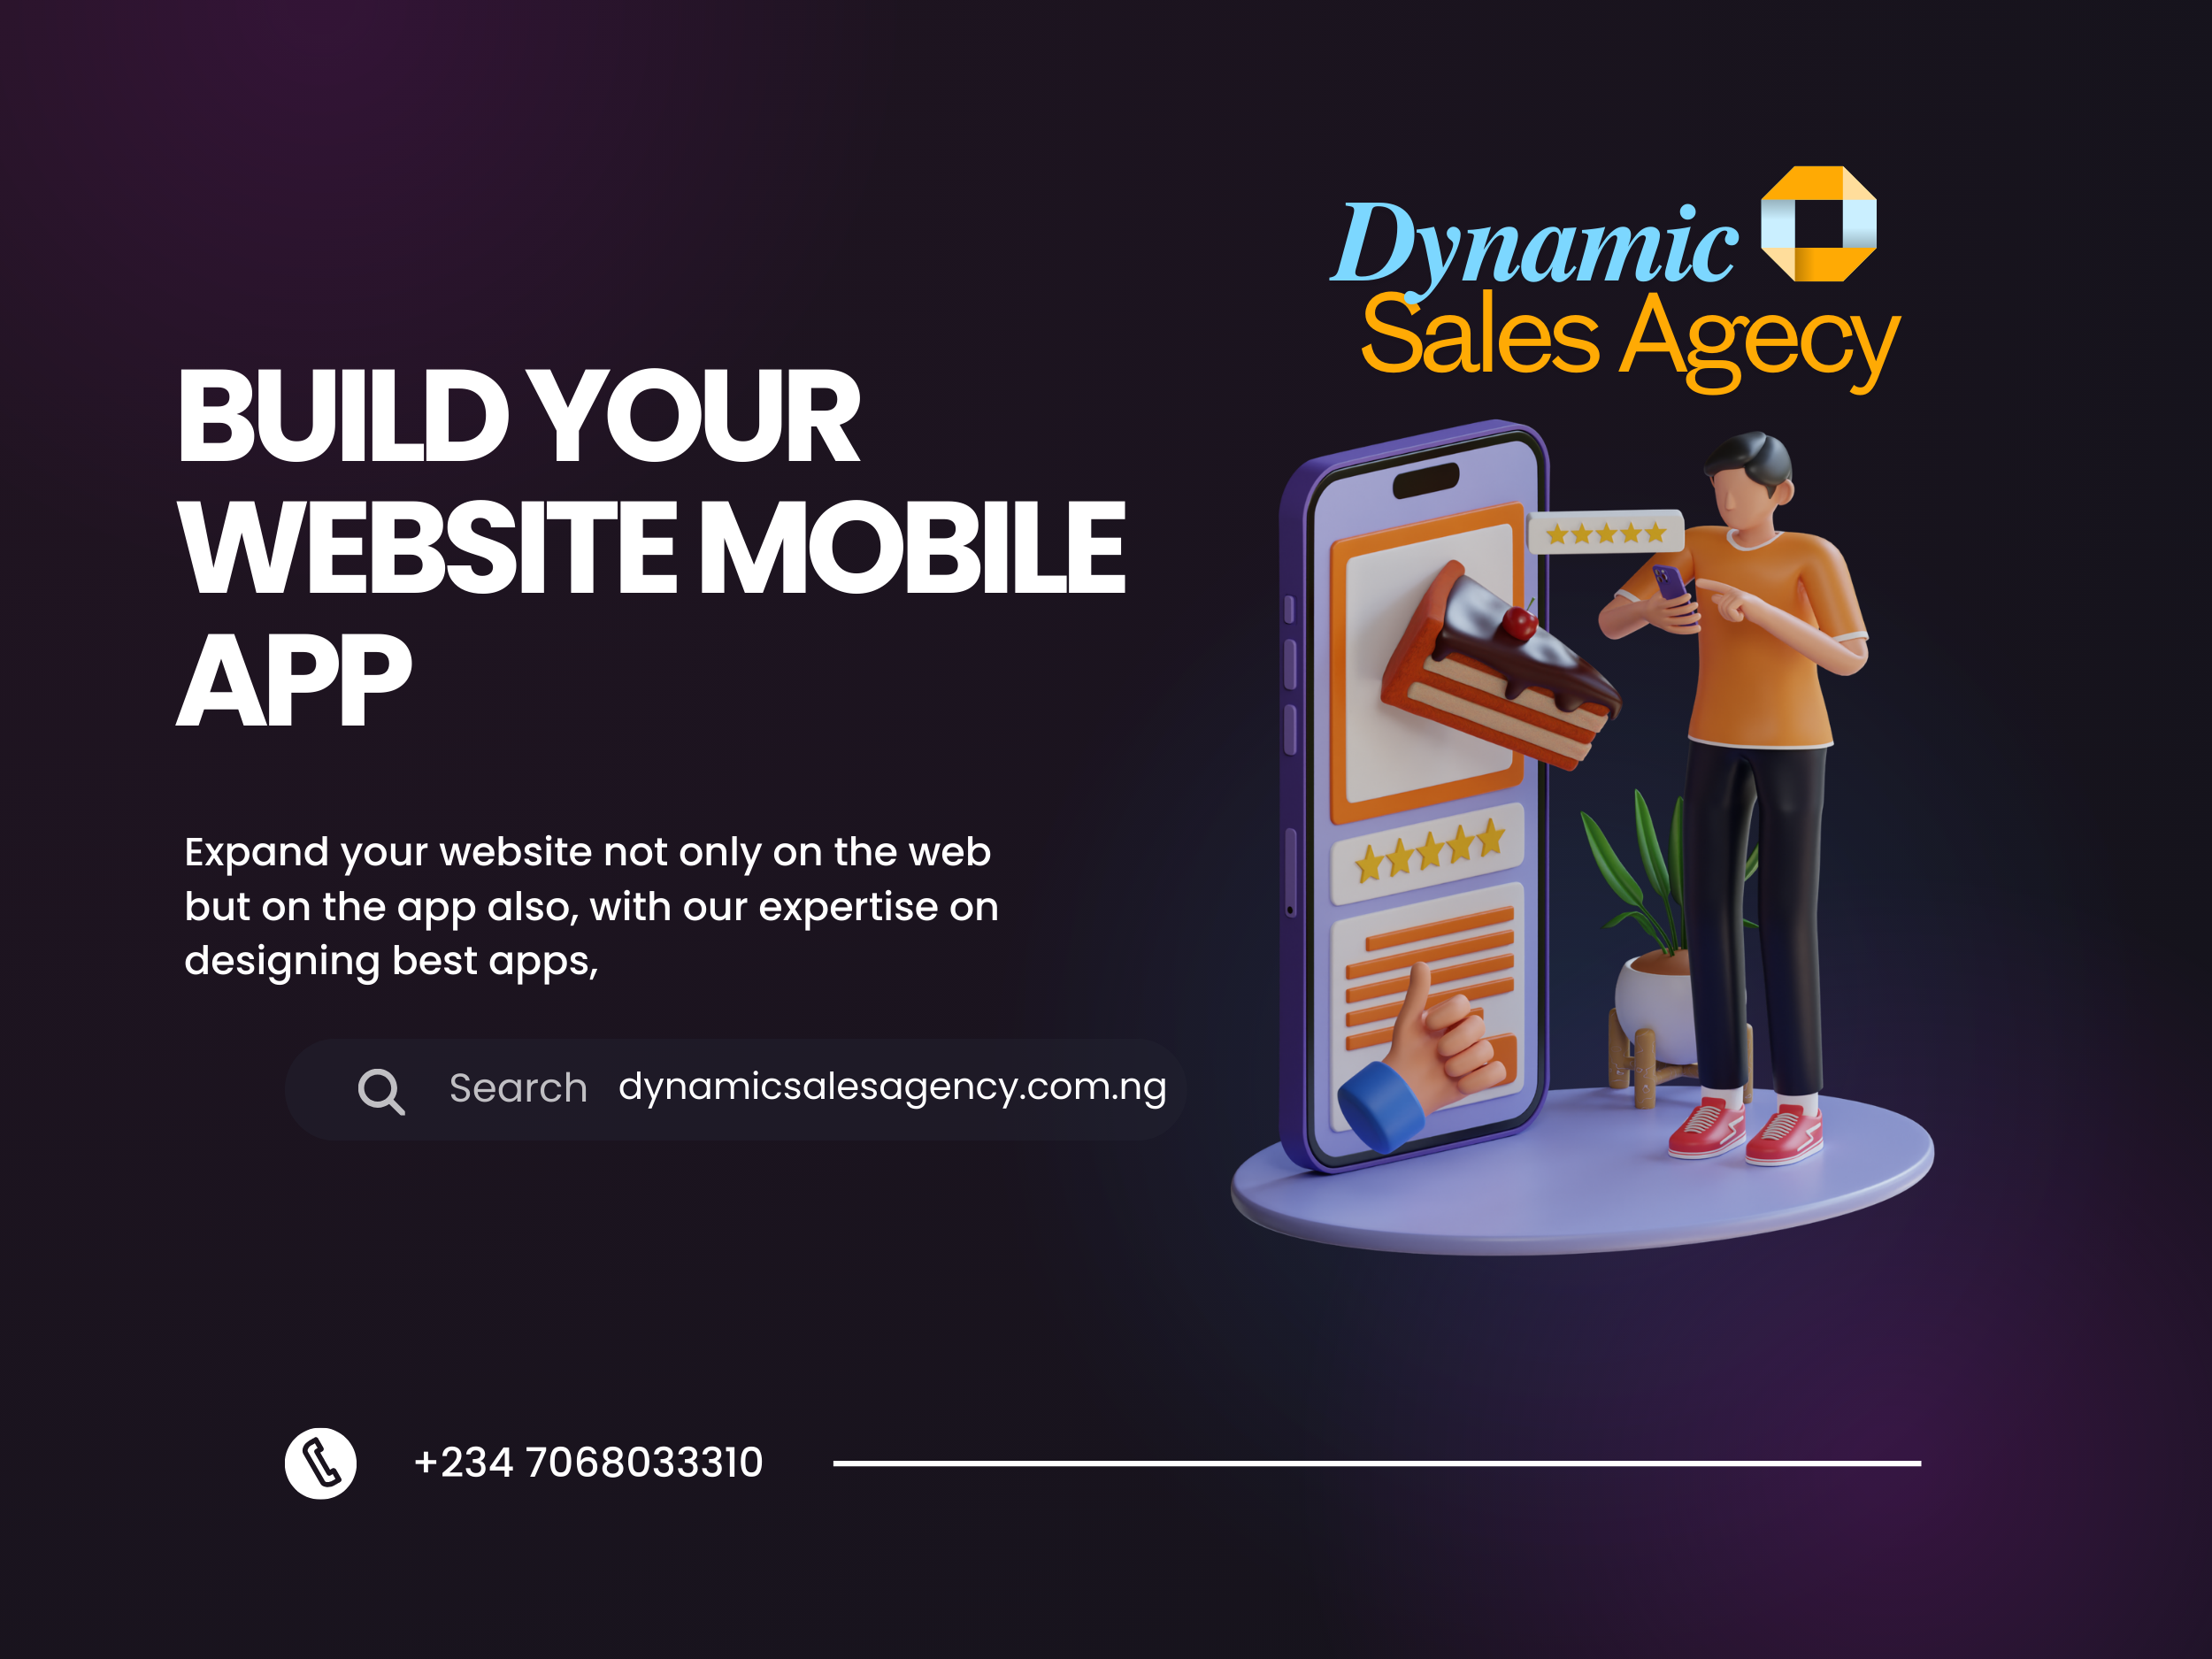 Dynamic
Sales Agecy
BUILD YOUR
WEBSITE MOBILE
APP
Expand your website not only on the web
but on the app also, with our expertise on
designing best apps,
Search dynamicsalesagency.com.ng
+234 7068033310